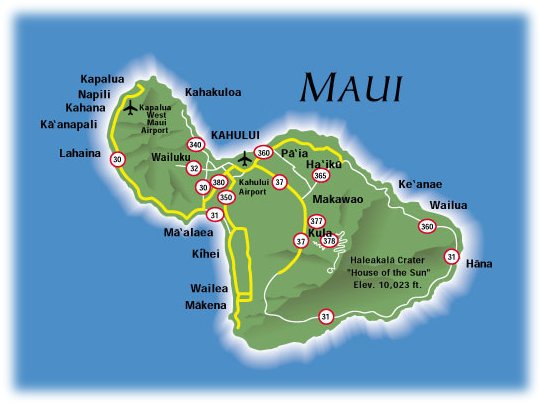 MAUI
Kapalua
Napili
Kahana
Kā'anapali
Lahaina
Kapalua
West
Maui
Airport
Kahakuloa
340
KAHULUI
Wailuku
32
30
30
380
350
31
Kahului
Airport
360
Pā'ia
Ha'ikū
365
37
Makawao
377
Kula
378
37
Ke'anae
Wailua
360
31
Hāna
Haleakalā Crater
"House of the Sun"
Elev. 10,023 ft.
31
Mā'alaea
Kīhei
Wailea
Mākena